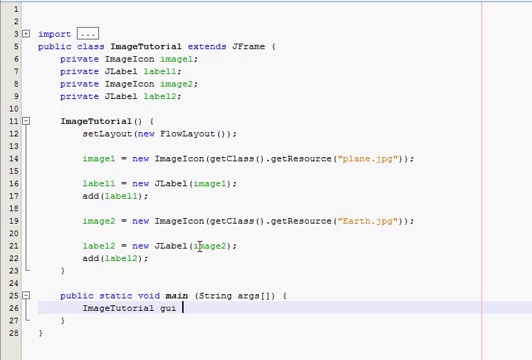 1
2
3 import ...
5 public class ImageTutorial extends JFrame {
6 private ImageIcon image1;
7 private JLabel label1;
8 private ImageIcon image2;
9 private JLabel label2;
10
11 ImageTutorial() {
12 setLayout(new FlowLayout());
13
14 image1 = new ImageIcon(getClass().getResource("plane.jpg"));
15
16 label1 = new JLabel(image1);
17 add(label1);
18
19 image2 = new ImageIcon(getClass().getResource("Earth.jpg"));
20
21 label2 = new JLabel(image2);
22 add(label2);
23 }
24
25 public static void main (String args[]) {
26 ImageTutorial gui
27 }
28 }